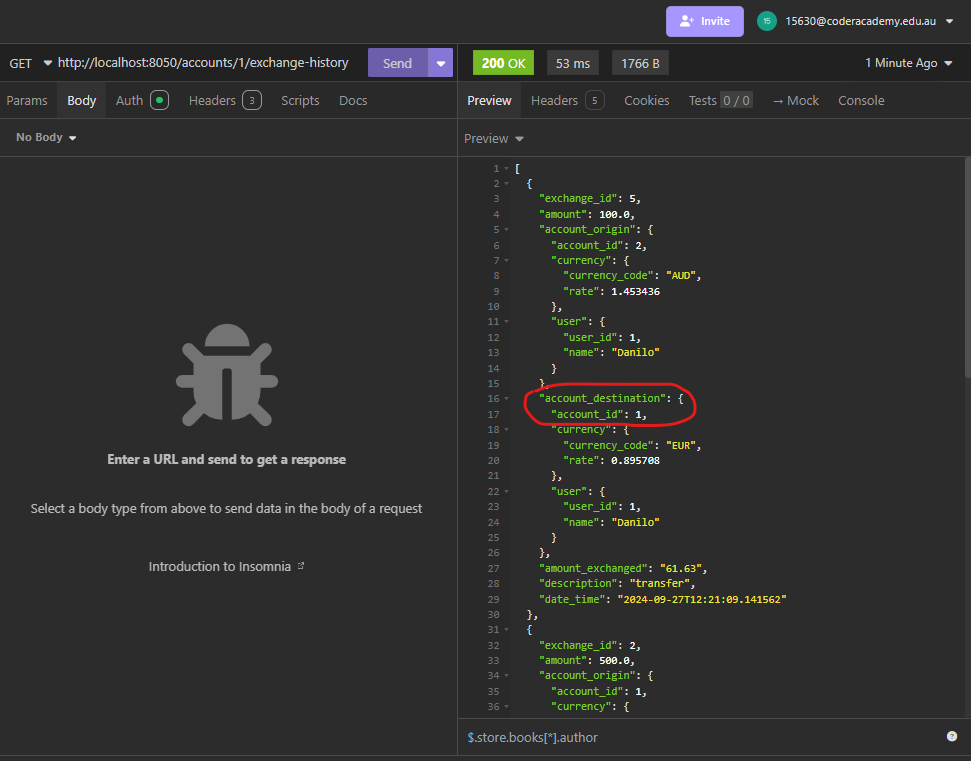 Invite
15
15630@coderacademy.edu.au
GET http://localhost:8050/accounts/1/exchange-history
Send
200 OK
53 ms
1766 B
1 Minute Ago
Params
Body
Auth
Headers 3
Scripts
Docs
Preview
Headers 5
Cookies
Tests 0 / 0
→ Mock
Console
No Body
Preview
Enter a URL and send to get a response
Select a body type from above to send data in the body of a request
Introduction to Insomnia
1 [
2 {
3 "exchange_id": 5,
4 "amount": 100.0,
5 "account_origin": {
6 "account_id": 2,
7 "currency": {
8 "currency_code": "AUD",
9 "rate": 1.453436
10 },
11 "user": {
12 "user_id": 1,
13 "name": "Danilo"
14 }
15 },
16 "account_destination": {
17 "account_id": 1,
18 "currency": {
19 "currency_code": "EUR",
20 "rate": 0.895708
21 },
22 "user": {
23 "user_id": 1,
24 "name": "Danilo"
25 }
26 },
27 "amount_exchanged": "61.63",
28 "description": "transfer",
29 "date_time": "2024-09-27T12:21:09.141562"
30 },
31 {
32 "exchange_id": 2,
33 "amount": 500.0,
34 "account_origin": {
35 "account_id": 1,
36 "currency": {
$.store.books[*].author
?